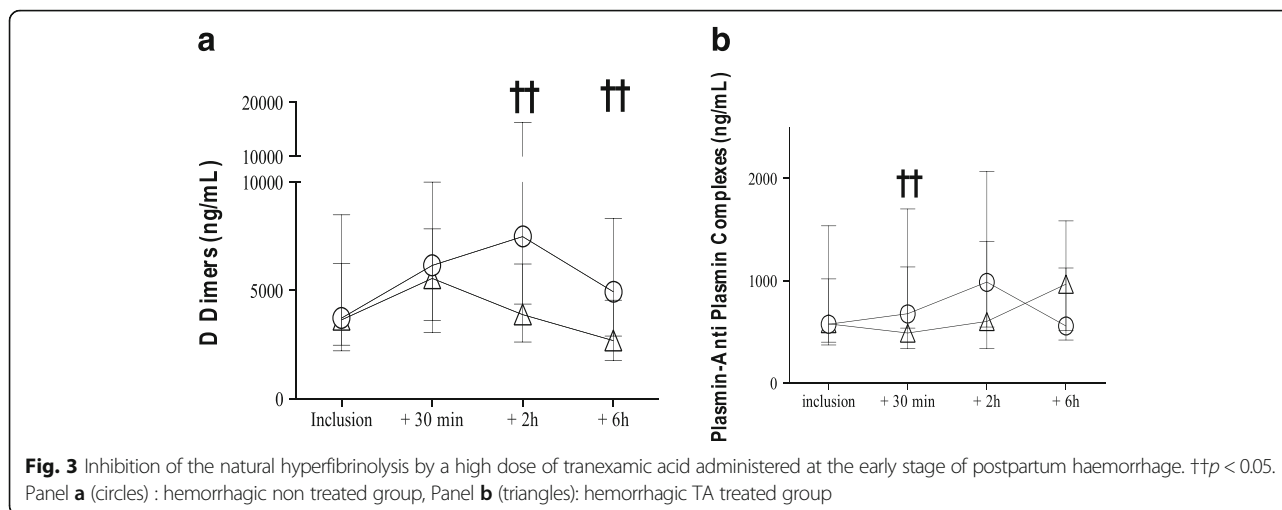 a
b
††
††
20000
10000
10000
5000
0
D Dimers (ng/mL)
Inclusion
+ 30 min
+ 2h
+ 6h
††
2000
1000
0
Plasmin-Anti Plasmin Complexes (ng/mL)
inclusion
+ 30 min
+ 2h
+ 6h
Fig. 3 Inhibition of the natural hyperfibrinolysis by a high dose of tranexamic acid administered at the early stage of postpartum haemorrhage. ††p < 0.05.
Panel a (circles) : hemorrhagic non treated group, Panel b (triangles): hemorrhagic TA treated group